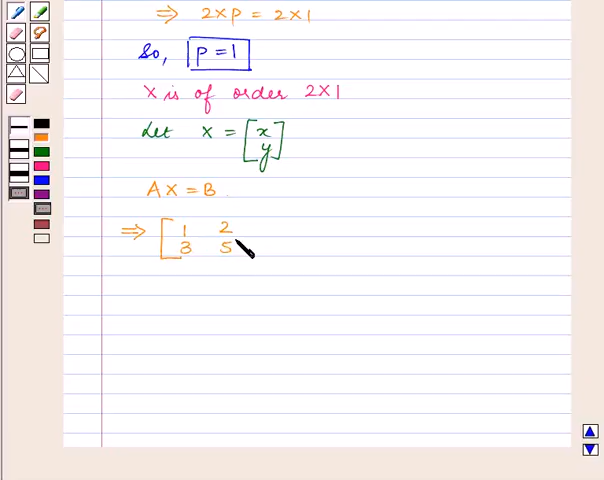 ⇒ 2×p = 2×1
So, p = 1
X is of order 2×1
Let X = [x
y]
AX = B
⇒ [1 2
3 5